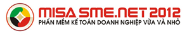 MISA SME.NET 2012
PHẦN MỀM KẾ TOÁN DOANH NGHIỆP VỪA VÀ NHỎ